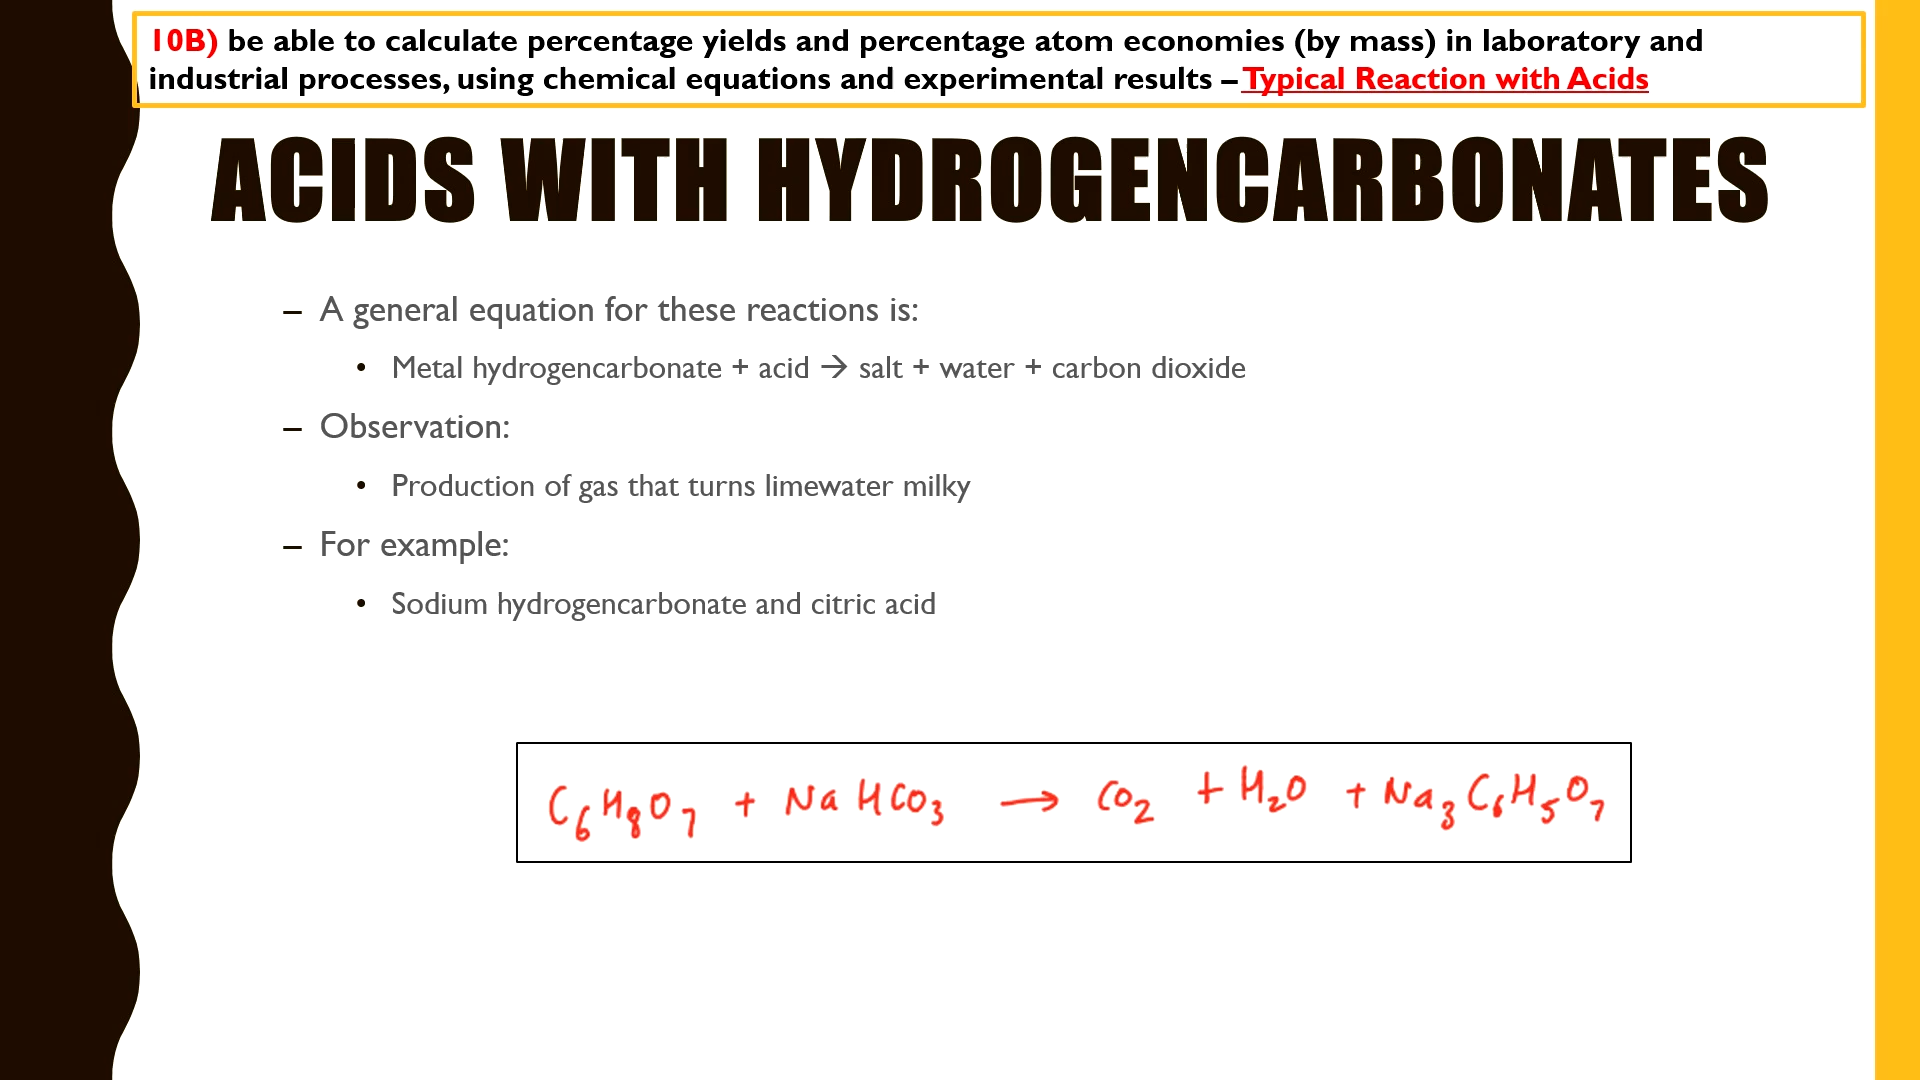 10B) be able to calculate percentage yields and percentage atom economies (by mass) in laboratory and
industrial processes, using chemical equations and experimental results – Typical Reaction with Acids
ACIDS WITH HYDROGENCARBONATES
– A general equation for these reactions is:
• Metal hydrogencarbonate + acid → salt + water + carbon dioxide
– Observation:
• Production of gas that turns limewater milky
– For example:
• Sodium hydrogencarbonate and citric acid
C₆H₈O₇ + NaHCO₃ → CO₂ + H₂O + Na₃C₆H₅O₇